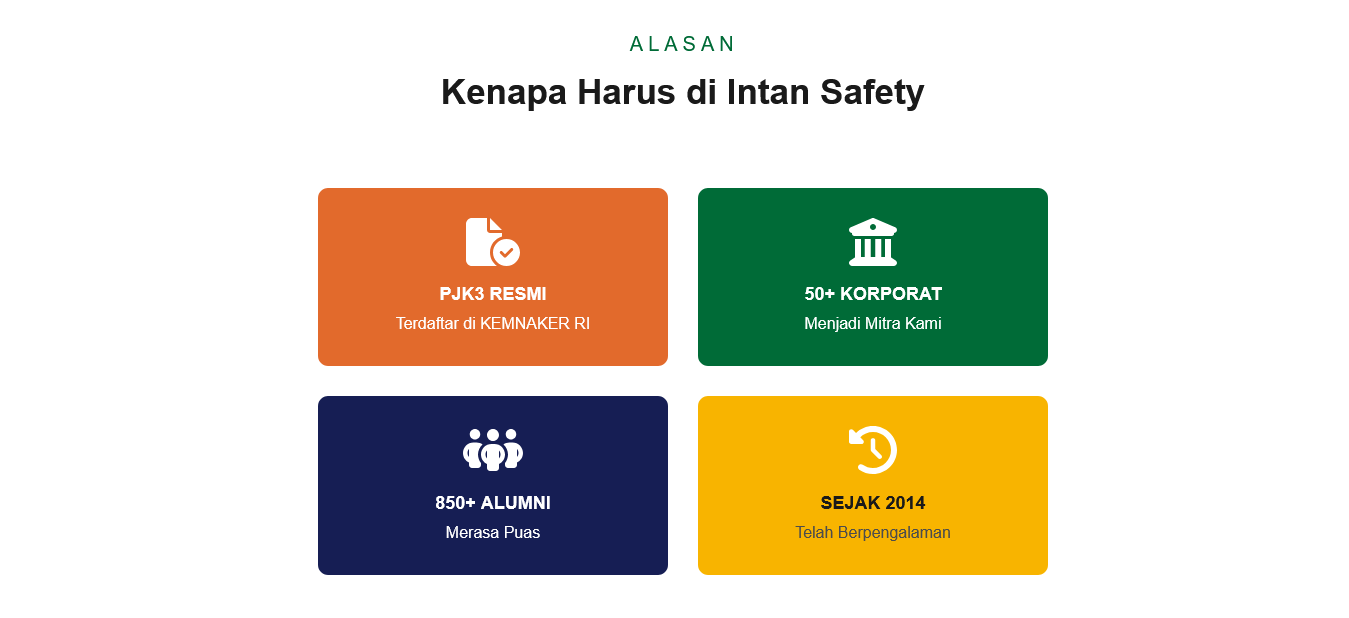 ALASAN
Kenapa Harus di Intan Safety
PJK3 RESMI
Terdaftar di KEMNAKER RI
50+ KORPORAT
Menjadi Mitra Kami
850+ ALUMNI
Merasa Puas
SEJAK 2014
Telah Berpengalaman